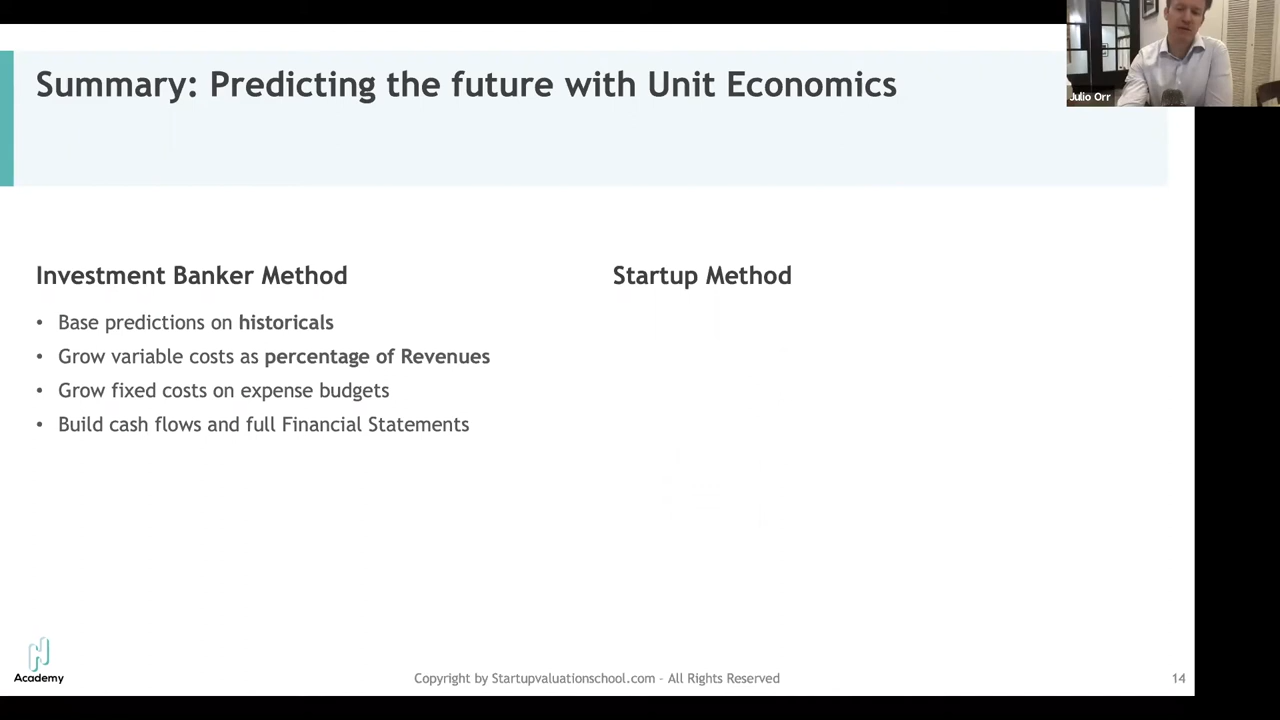 Summary: Predicting the future with Unit Economics
Julio Orr
Investment Banker Method
• Base predictions on historicals
• Grow variable costs as percentage of Revenues
• Grow fixed costs on expense budgets
• Build cash flows and full Financial Statements
Startup Method
Academy
Copyright by Startupvaluationschool.com – All Rights Reserved
14